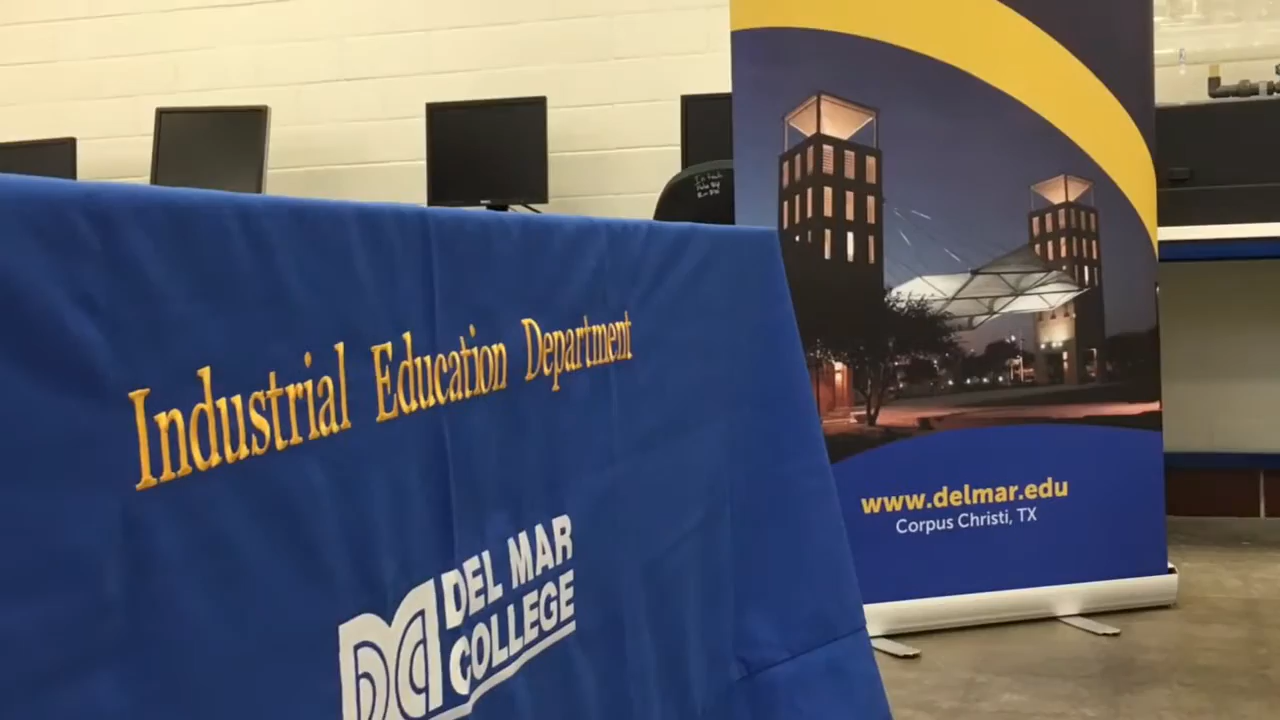 Industrial Education Department
DEL MAR
COLLEGE
www.delmar.edu
Corpus Christi, TX